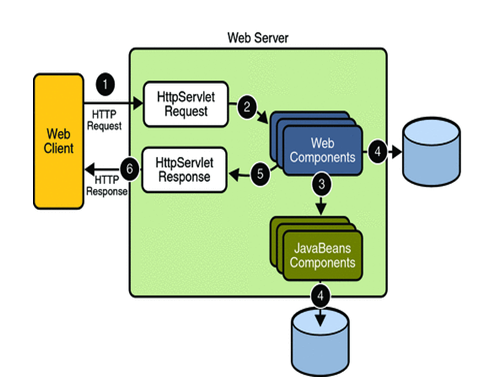 Web Server
1
HttpServlet
Request
2
HTTP
Request
Web
Client
Web
Components
4
HttpServlet
Response
6
5
HTTP
Response
3
JavaBeans
Components
4